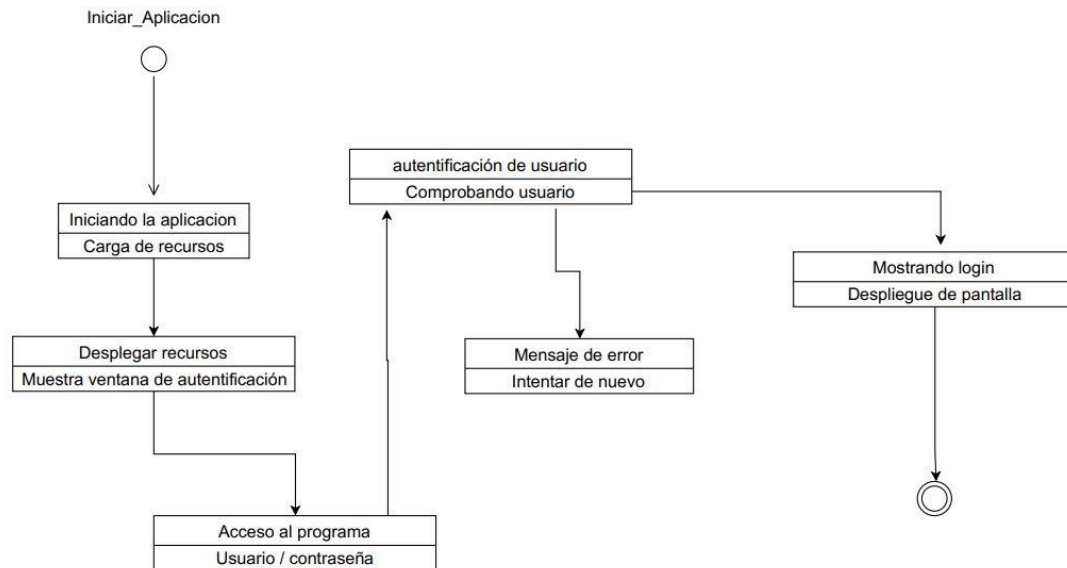 Iniciar_Aplicacion
Iniciando la aplicacion
Carga de recursos
Desplegar recursos
Muestra ventana de autentificación
Acceso al programa
Usuario / contraseña
autentificación de usuario
Comprobando usuario
Mensaje de error
Intentar de nuevo
Mostrando login
Despliegue de pantalla